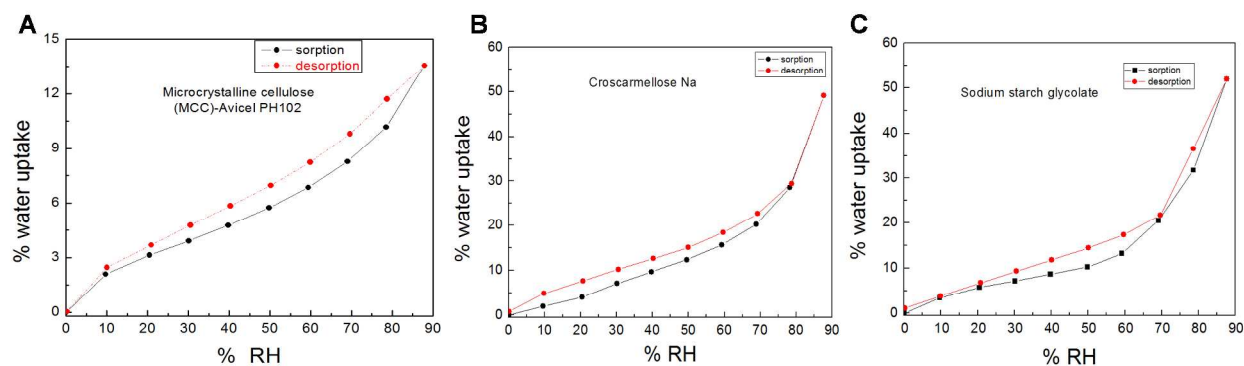 A
15
12
9
6
3
0
% water uptake
sorption
desorption
Microcrystalline cellulose
(MCC)-Avicel PH102
0 10 20 30 40 50 60 70 80 90
% RH
B
60
50
40
30
20
10
0
% water uptake
sorption
desorption
Croscarmellose Na
0 10 20 30 40 50 60 70 80 90
% RH
C
60
50
40
30
20
10
0
% water uptake
sorption
desorption
Sodium starch glycolate
0 10 20 30 40 50 60 70 80 90
% RH